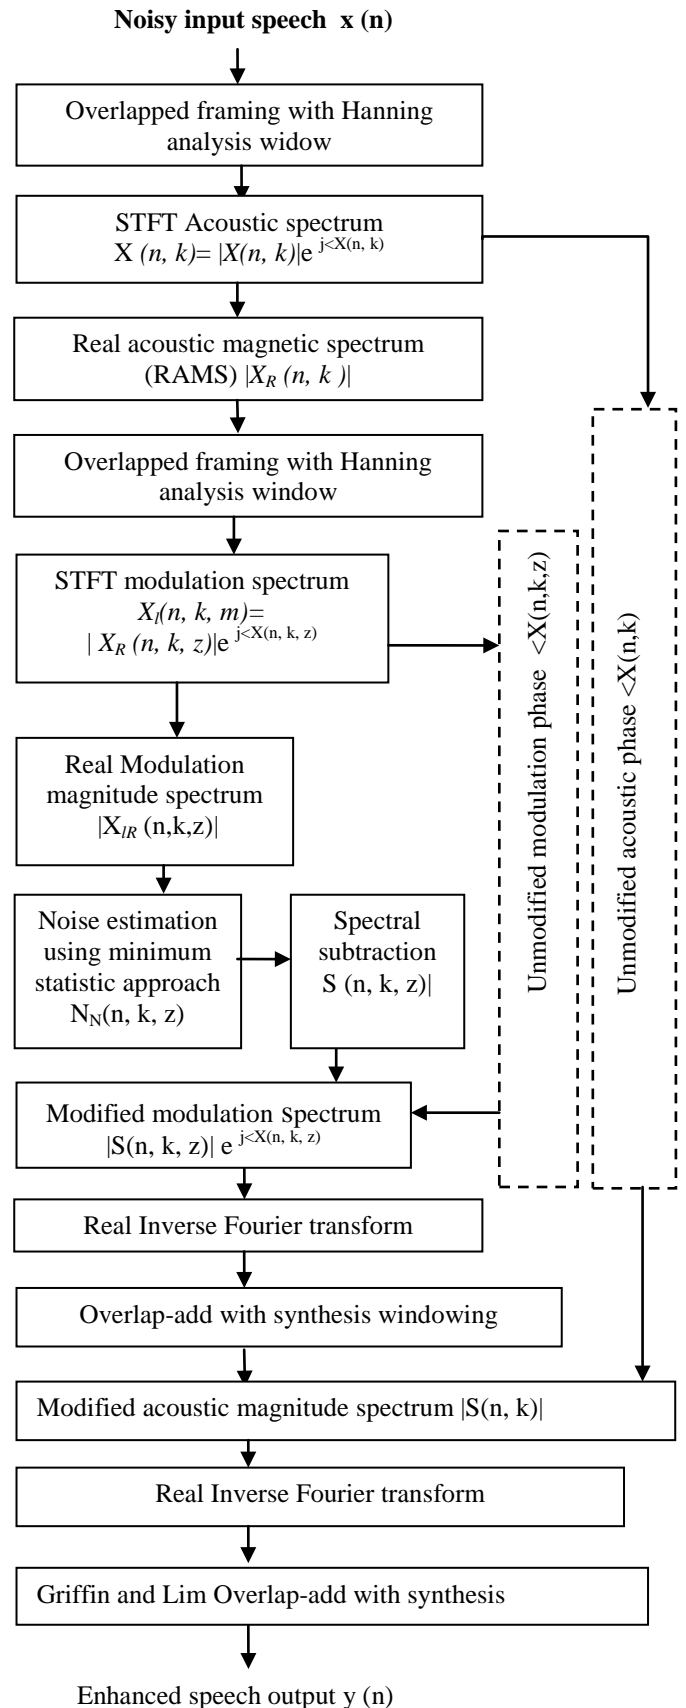 Noisy input speech x (n)
Overlapped framing with Hanning
analysis widow
STFT Acoustic spectrum
X (n, k)= |X(n, k)|e j<X(n, k)
Real acoustic magnetic spectrum
(RAMS) |XR (n, k )|
Overlapped framing with Hanning
analysis window
STFT modulation spectrum
Xl(n, k, m)=
| XR (n, k, z)|e j<X(n, k, z)
Real Modulation
magnitude spectrum
|XlR (n,k,z)|
Noise estimation
using minimum
statistic approach
NN(n, k, z)
Spectral
subtraction
S (n, k, z)|
Unmodified modulation phase <X(n,k,z)
Unmodified acoustic phase <X(n,k)
Modified modulation spectrum
|S(n, k, z)| e j<X(n, k, z)
Real Inverse Fourier transform
Overlap-add with synthesis windowing
Modified acoustic magnitude spectrum |S(n, k)|
Real Inverse Fourier transform
Griffin and Lim Overlap-add with synthesis
Enhanced speech output y (n)